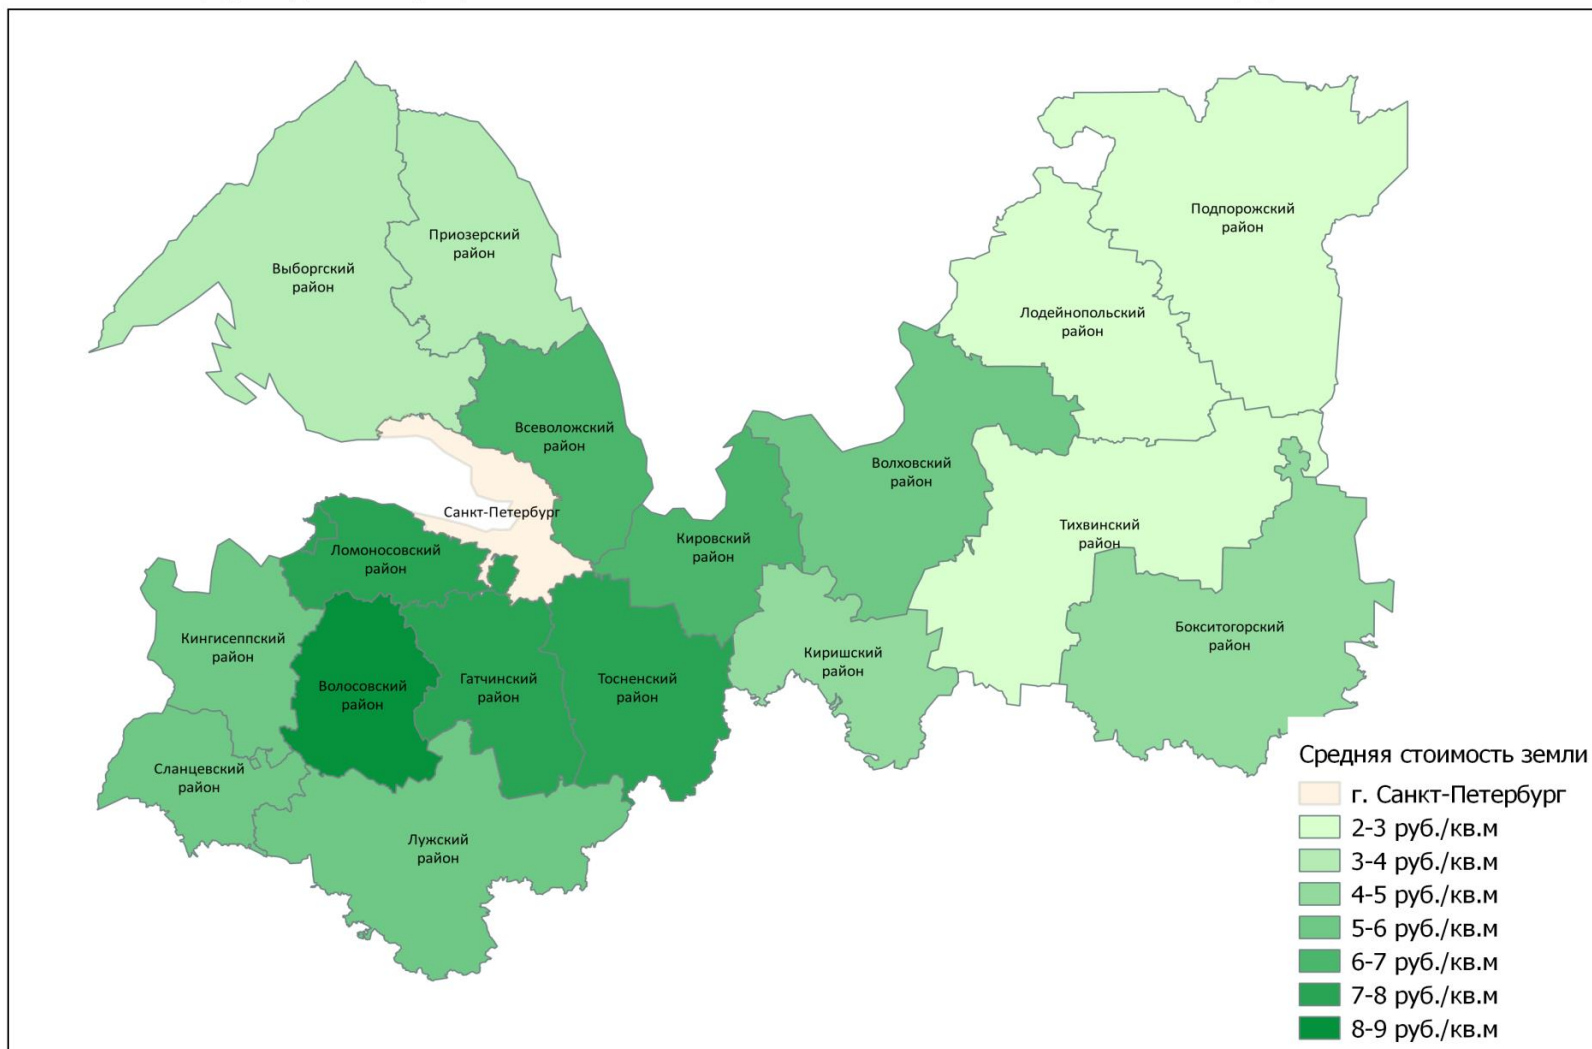 Подпорожский
район
Приозерский
район
Выборгский
район
Лодейнопольский
район
Всеволожский
район
Волховский
район
Санкт-Петербург
Кировский
район
Тихвинский
район
Ломоносовский
район
Кингисеппский
район
Бокситогорский
район
Киришский
район
Волосовский
район
Гатчинский
район
Тосненский
район
Сланцевский
район
Лужский
район
Средняя стоимость земли
г. Санкт-Петербург
2-3 руб./кв.м
3-4 руб./кв.м
4-5 руб./кв.м
5-6 руб./кв.м
6-7 руб./кв.м
7-8 руб./кв.м
8-9 руб./кв.м